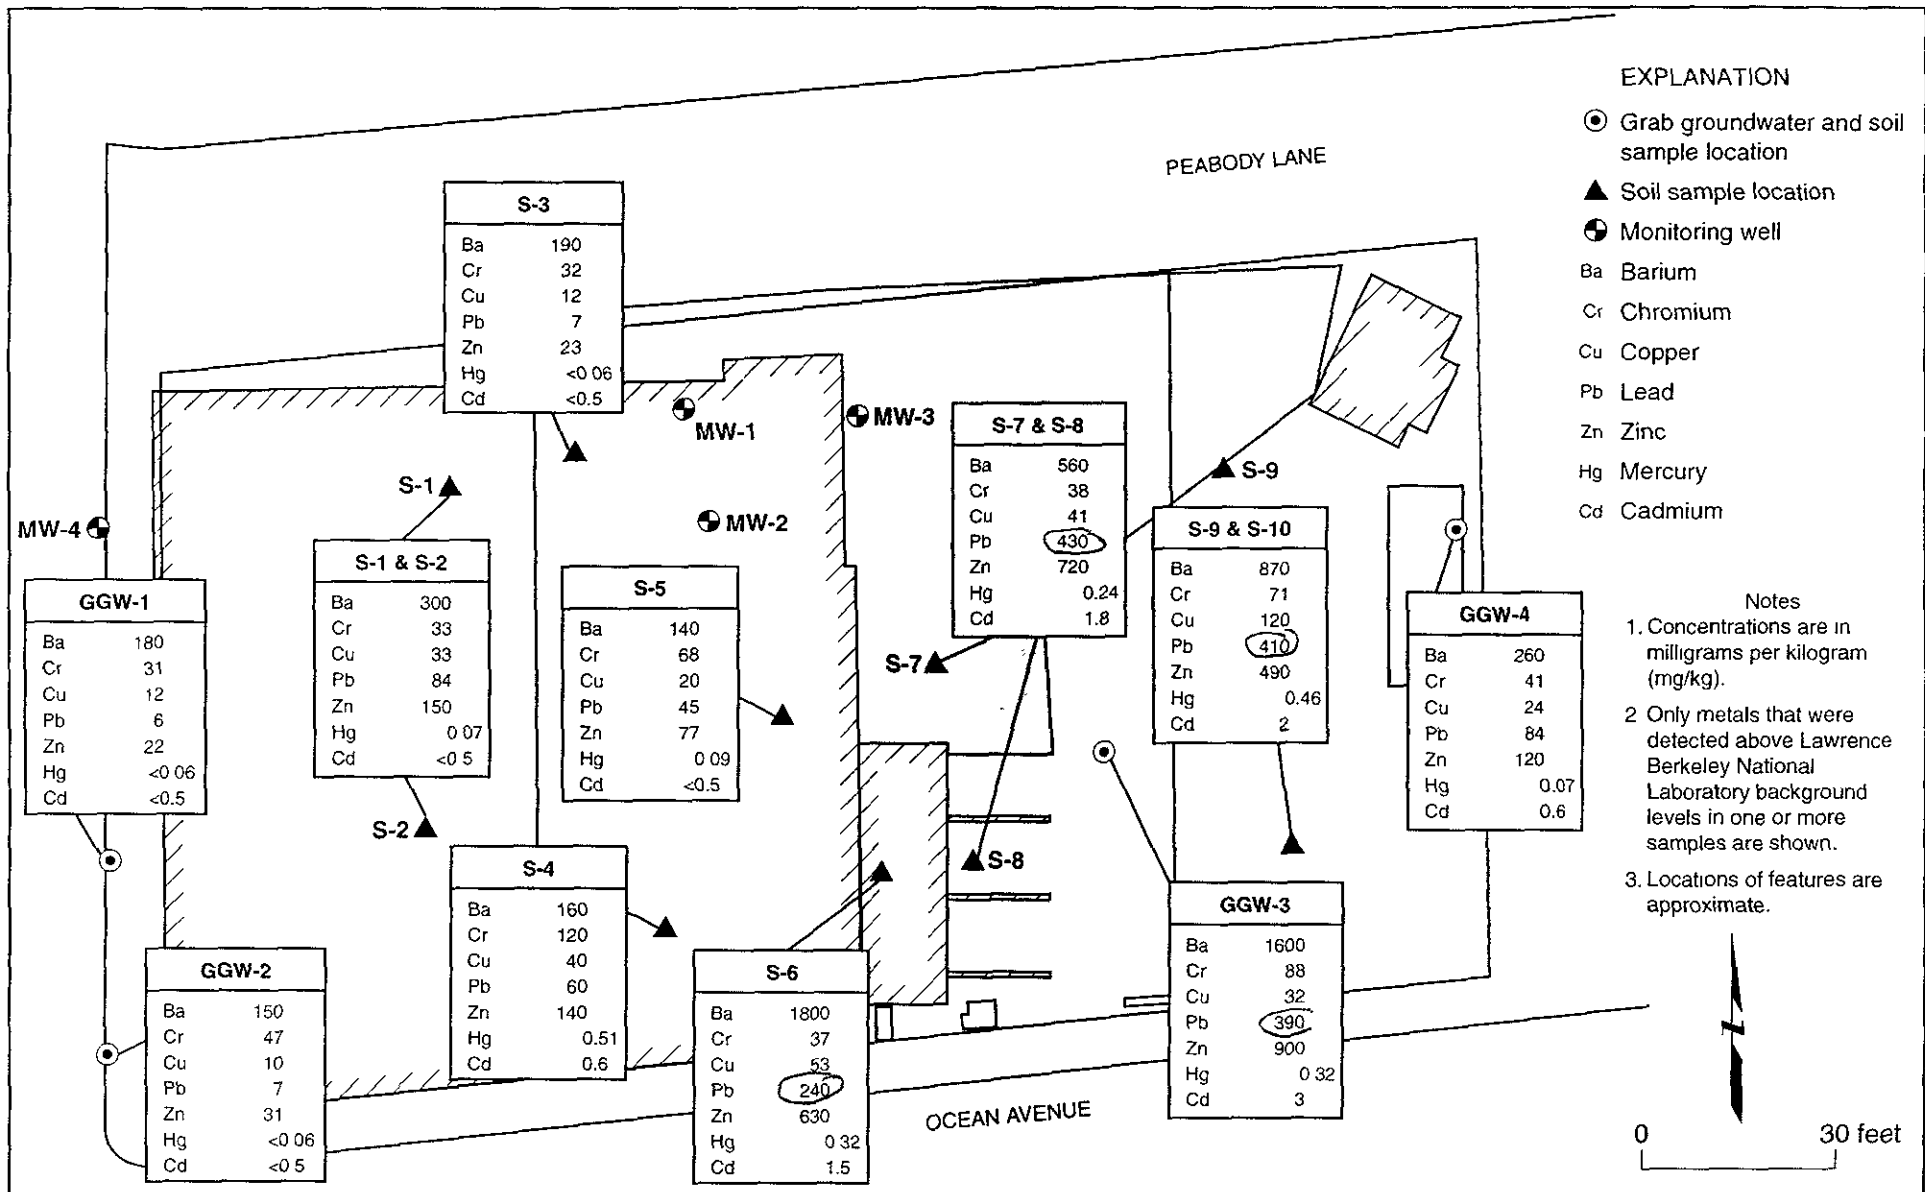 PEABODY LANE
S-3
Ba 190
Cr 32
Cu 12
Pb 7
Zn 23
Hg <0 06
Cd <0.5
MW-1
MW-3
S-1
MW-4
MW-2
S-1 & S-2
Ba 300
Cr 33
Cu 33
Pb 84
Zn 150
Hg 0 07
Cd <0 5
S-2
GGW-1
Ba 180
Cr 31
Cu 12
Pb 6
Zn 22
Hg <0 06
Cd <0.5
S-5
Ba 140
Cr 68
Cu 20
Pb 45
Zn 77
Hg 0 09
Cd <0.5
S-7 & S-8
Ba 560
Cr 38
Cu 41
Pb 430
Zn 720
Hg 0.24
Cd 1.8
S-7
S-8
S-9
S-9 & S-10
Ba 870
Cr 71
Cu 120
Pb 410
Zn 490
Hg 0.46
Cd 2
GGW-4
Ba 260
Cr 41
Cu 24
Pb 84
Zn 120
Hg 0.07
Cd 0.6
GGW-2
Ba 150
Cr 47
Cu 10
Pb 7
Zn 31
Hg <0 06
Cd <0 5
S-4
Ba 160
Cr 120
Cu 40
Pb 60
Zn 140
Hg 0.51
Cd 0.6
S-6
Ba 1800
Cr 37
Cu 53
Pb 240
Zn 630
Hg 0 32
Cd 1.5
GGW-3
Ba 1600
Cr 88
Cu 32
Pb 390
Zn 900
Hg 0 32
Cd 3
OCEAN AVENUE
EXPLANATION
Grab groundwater and soil
sample location
Soil sample location
Monitoring well
Ba Barium
Cr Chromium
Cu Copper
Pb Lead
Zn Zinc
Hg Mercury
Cd Cadmium
Notes
1. Concentrations are in
milligrams per kilogram
(mg/kg).
2 Only metals that were
detected above Lawrence
Berkeley National
Laboratory background
levels in one or more
samples are shown.
3. Locations of features are
approximate.
0 30 feet